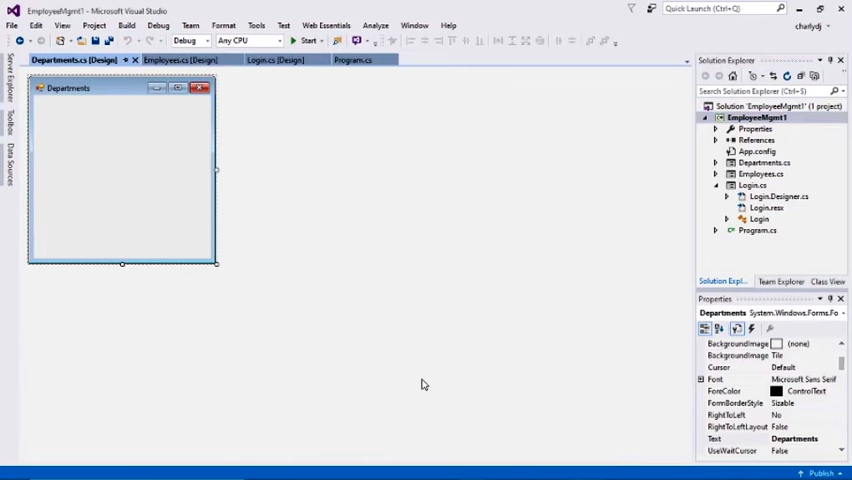 EmployeeMgmt1 - Microsoft Visual Studio
Quick Launch (Ctrl+Q)
File Edit View Project Build Debug Team Format Tools Test Web Essentials Analyze Window Help
charlydj
Debug Any CPU Start
Departments.cs [Design] Employees.cs [Design] Login.cs [Design] Program.cs
Server Explorer
Toolbox
Data Sources
Departments
Solution Explorer
Search Solution Explorer (Ctrl+S)
Solution 'EmployeeMgmt1' (1 project)
EmployeeMgmt1
Properties
References
App.config
Departments.cs
Employees.cs
Login.cs
Login.Designer.cs
Login.resx
Login
Program.cs
Solution Expl... Team Explorer Class View
Properties
Departments System.Windows.Forms.Fo
BackgroundImage (none)
BackgroundImage Tile
Cursor Default
Font Microsoft Sans Serif
ForeColor ControlText
FormBorderStyle Sizable
RightToLeft No
RightToLeftLayout False
Text Departments
UseWaitCursor False
Publish